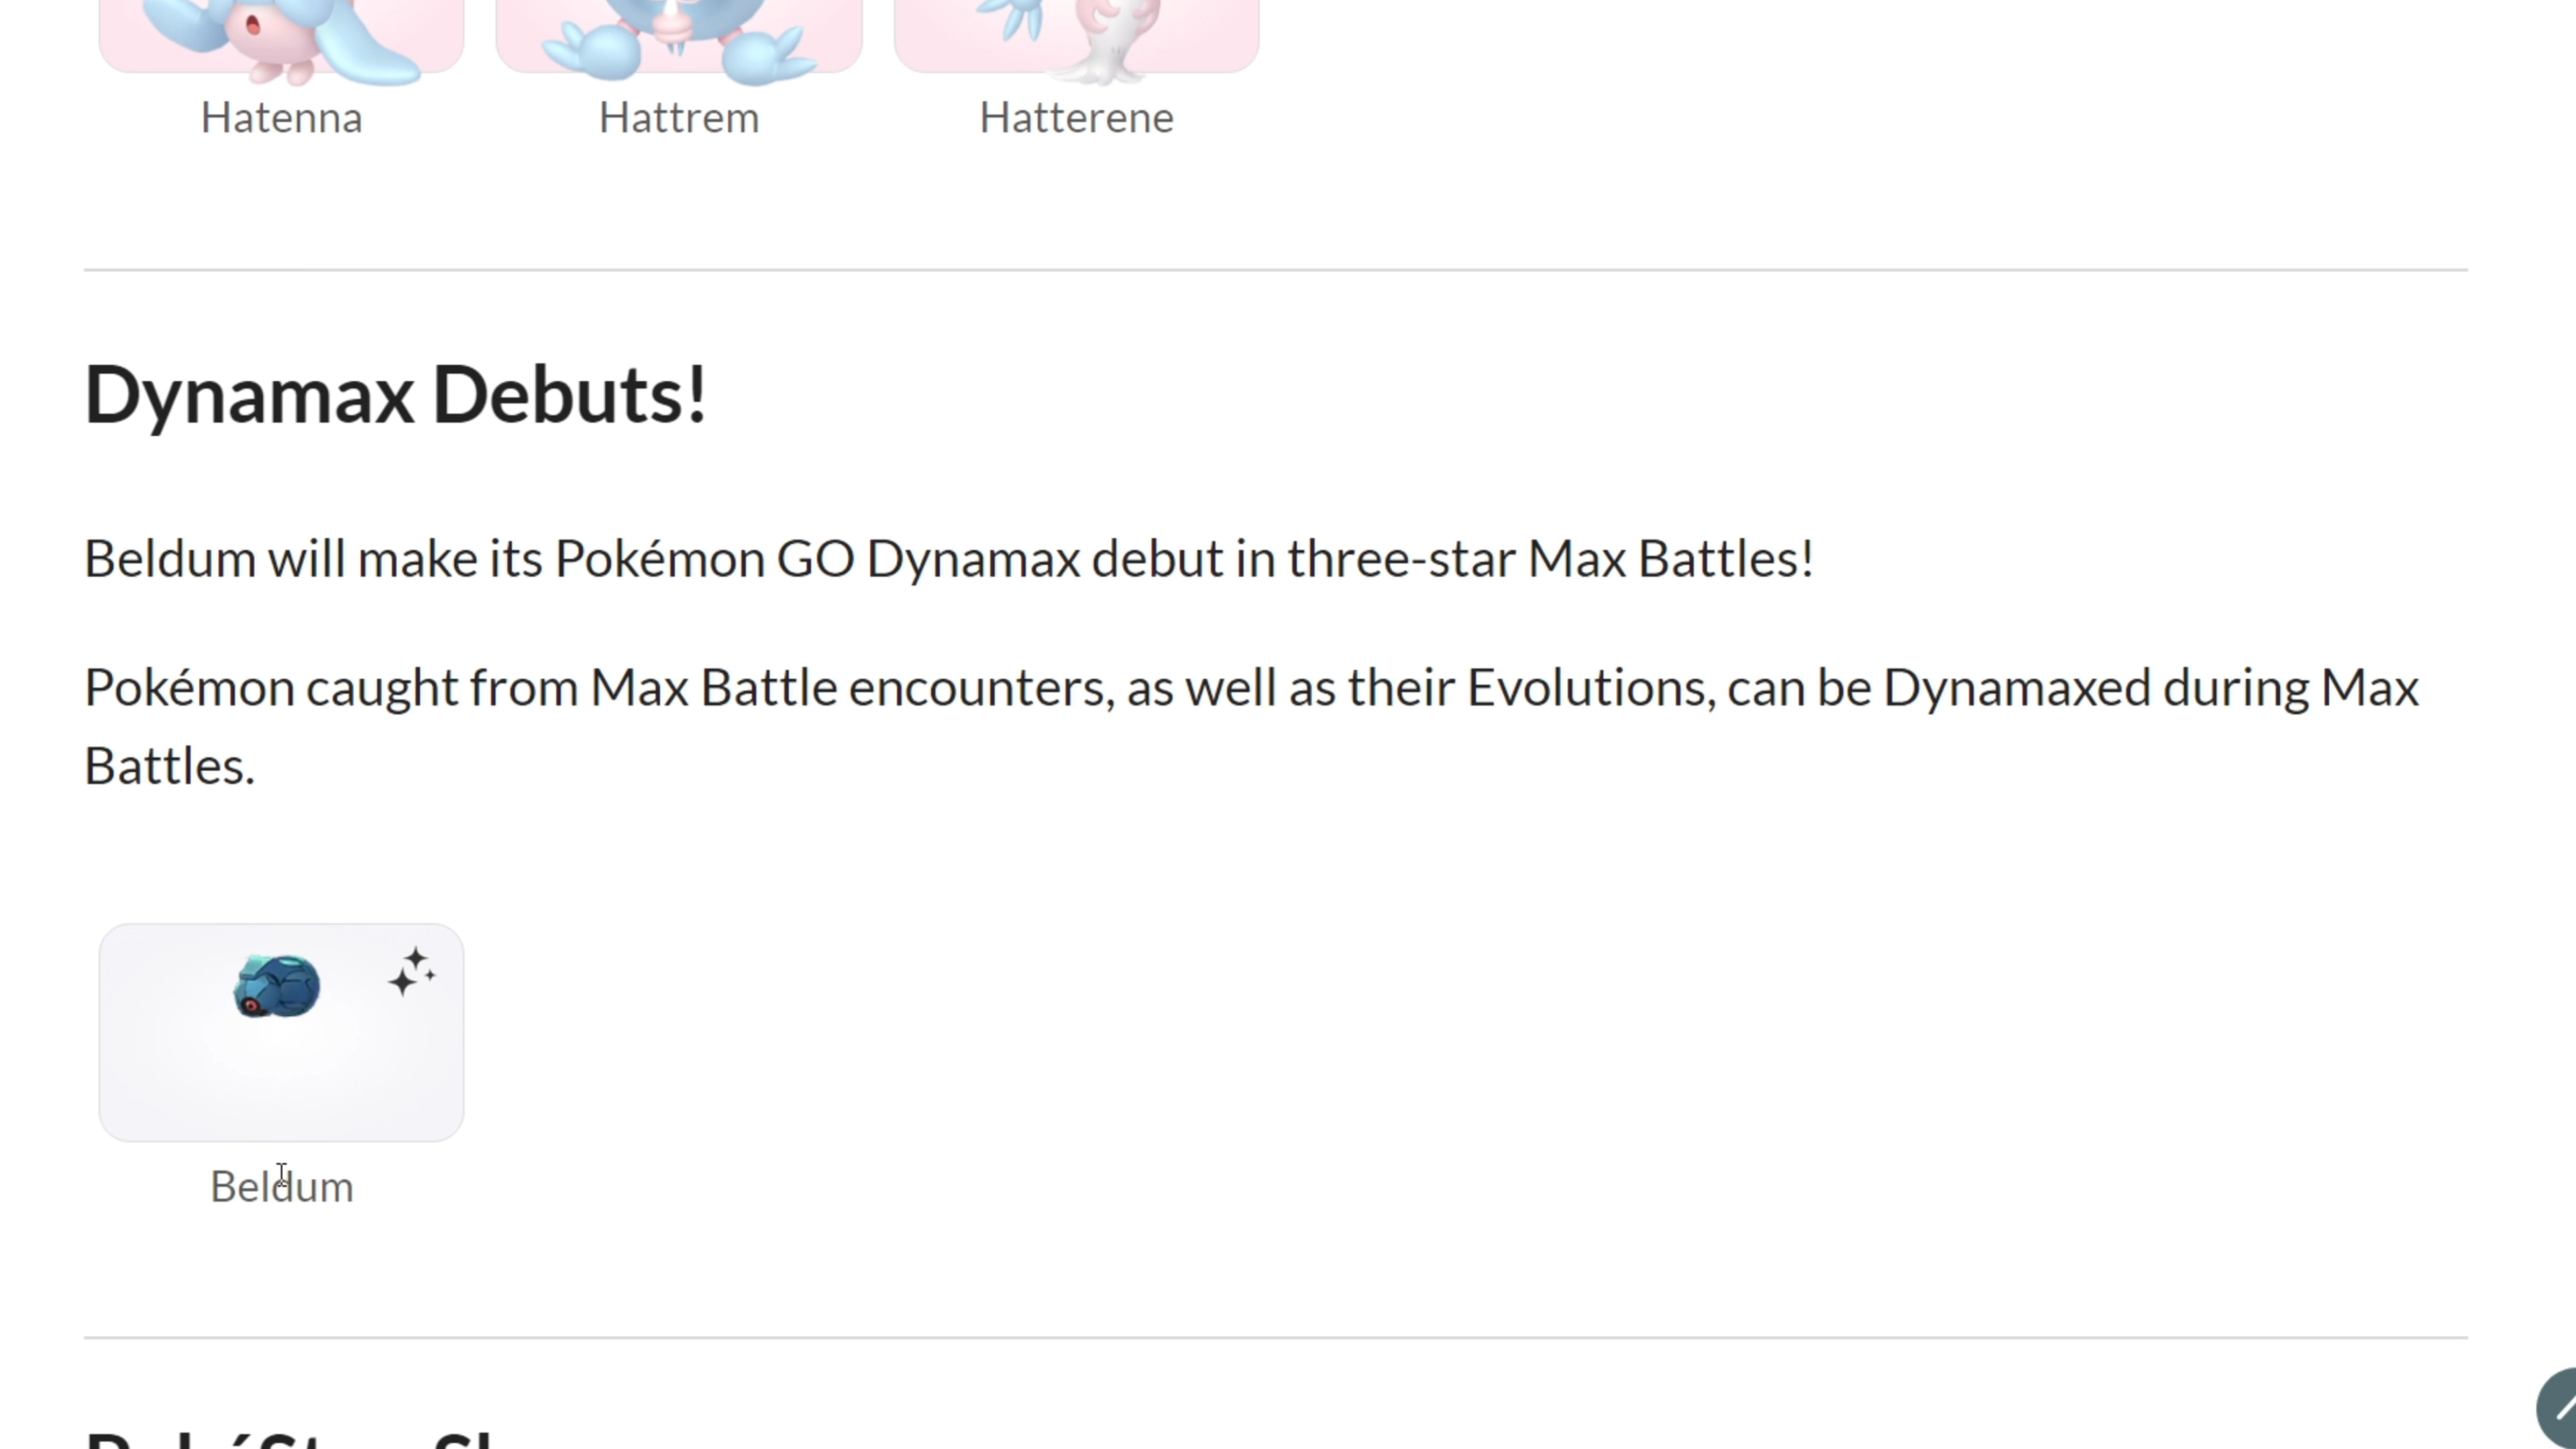 Hatenna
Hattrem
Hatterene
Dynamax Debuts!
Beldum will make its Pokémon GO Dynamax debut in three-star Max Battles!
Pokémon caught from Max Battle encounters, as well as their Evolutions, can be Dynamaxed during Max
Battles.
Beldum